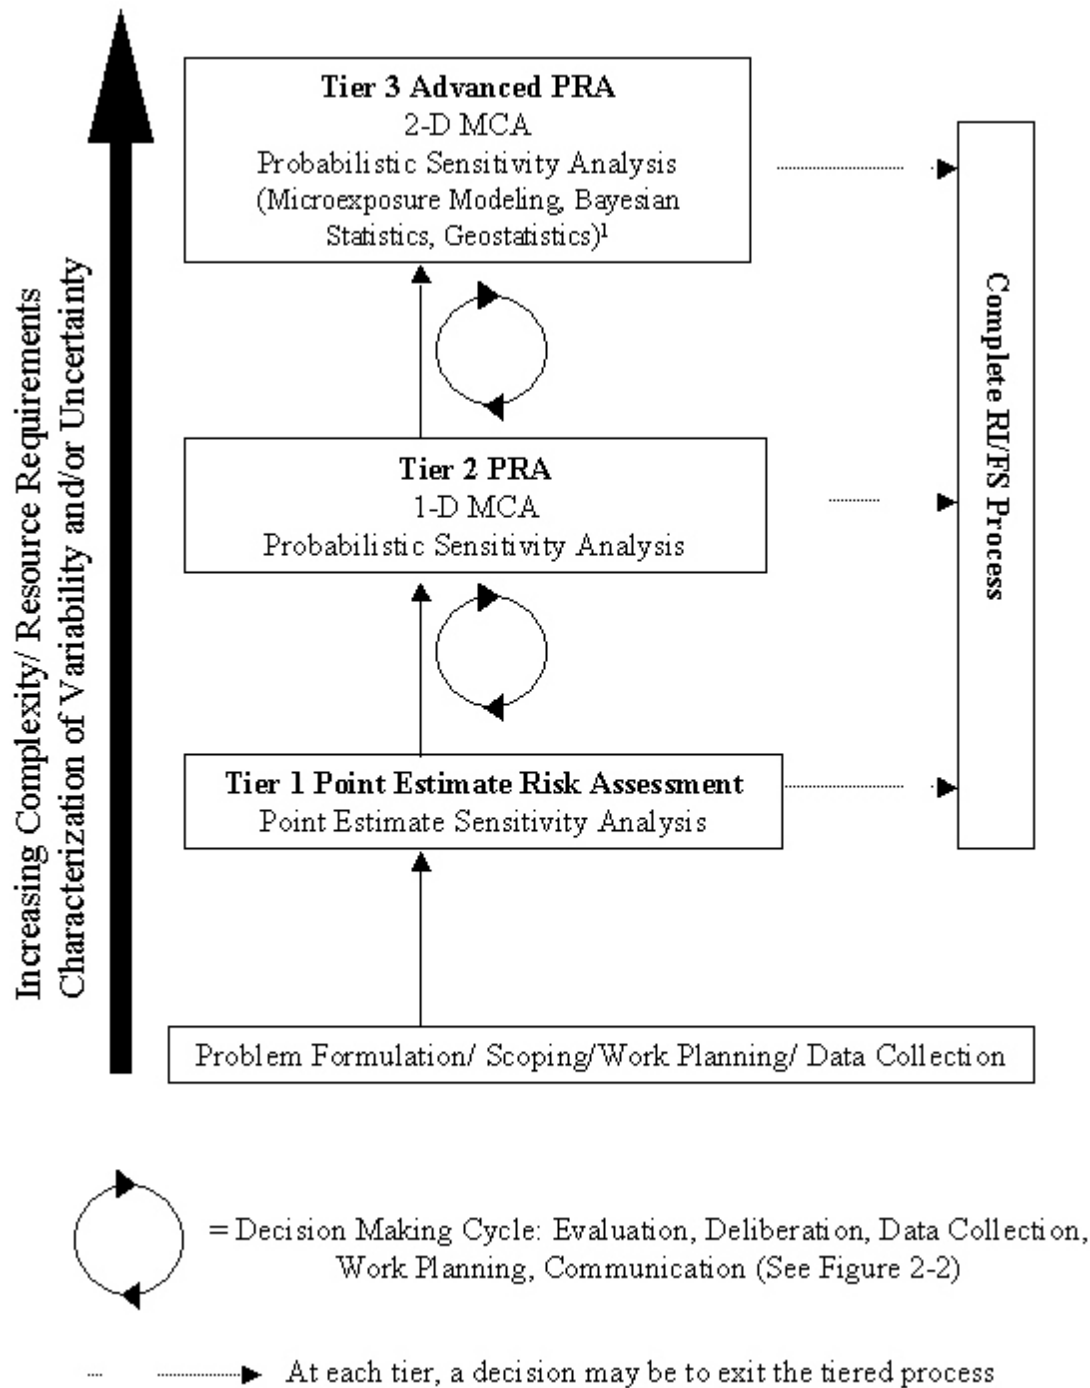 Increasing Complexity/ Resource Requirements
Characterization of Variability and/or Uncertainty
Tier 3 Advanced PRA
2-D MCA
Probabilistic Sensitivity Analysis
(Microexposure Modeling, Bayesian
Statistics, Geostatistics)¹
Complete RI/FS Process
Tier 2 PRA
1-D MCA
Probabilistic Sensitivity Analysis
Tier 1 Point Estimate Risk Assessment
Point Estimate Sensitivity Analysis
Problem Formulation/ Scoping/Work Planning/ Data Collection
= Decision Making Cycle: Evaluation, Deliberation, Data Collection,
Work Planning, Communication (See Figure 2-2)
At each tier, a decision may be to exit the tiered process